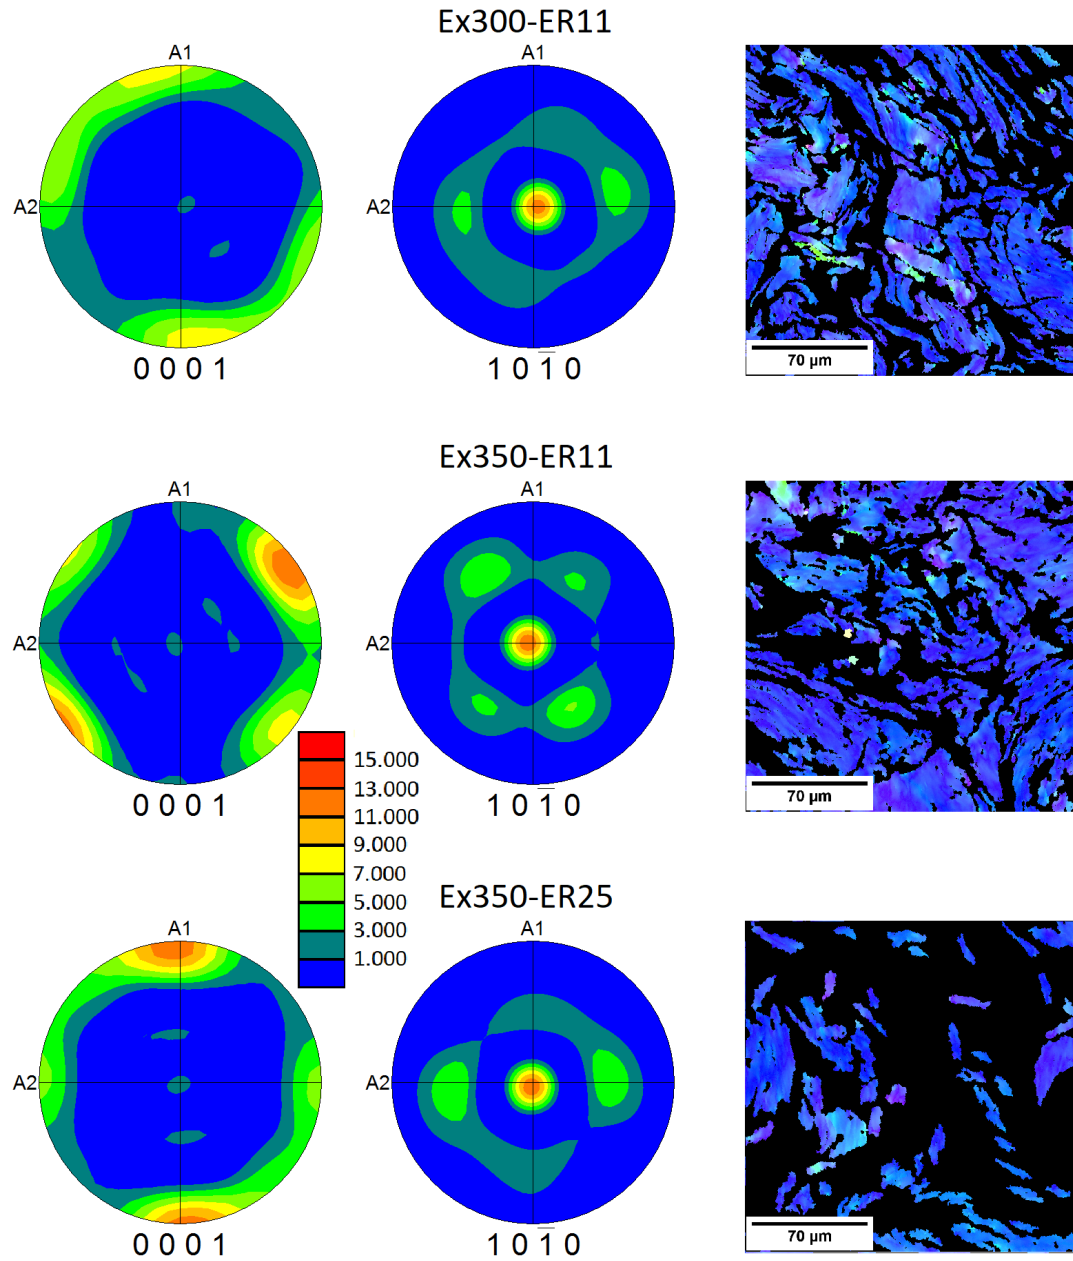 Ex300-ER11
A1
A1
A2
A2
0 0 0 1
1 0 1̅ 0
70 µm
Ex350-ER11
A1
A1
A2
A2
0 0 0 1
1 0 1̅ 0
70 µm
15.000
13.000
11.000
9.000
7.000
5.000
3.000
1.000
Ex350-ER25
A1
A1
A2
A2
0 0 0 1
1 0 1̅ 0
70 µm